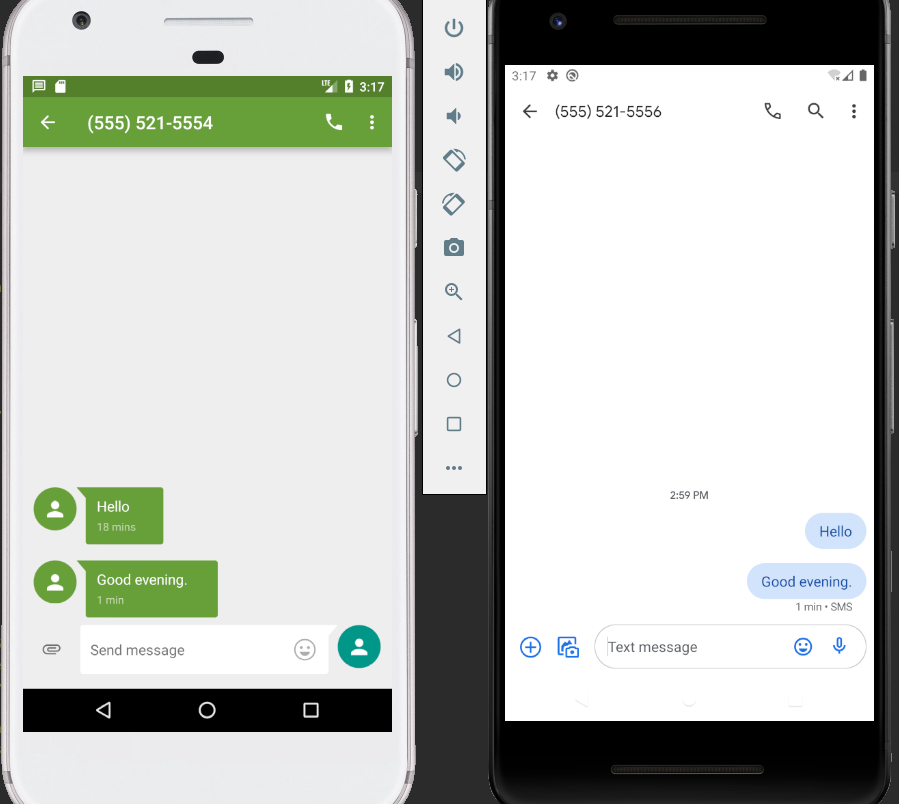 LTE 3:17
(555) 521-5554
Hello
18 mins
Good evening.
1 min
Send message
3:17
(555) 521-5556
2:59 PM
Hello
Good evening.
1 min • SMS
Text message